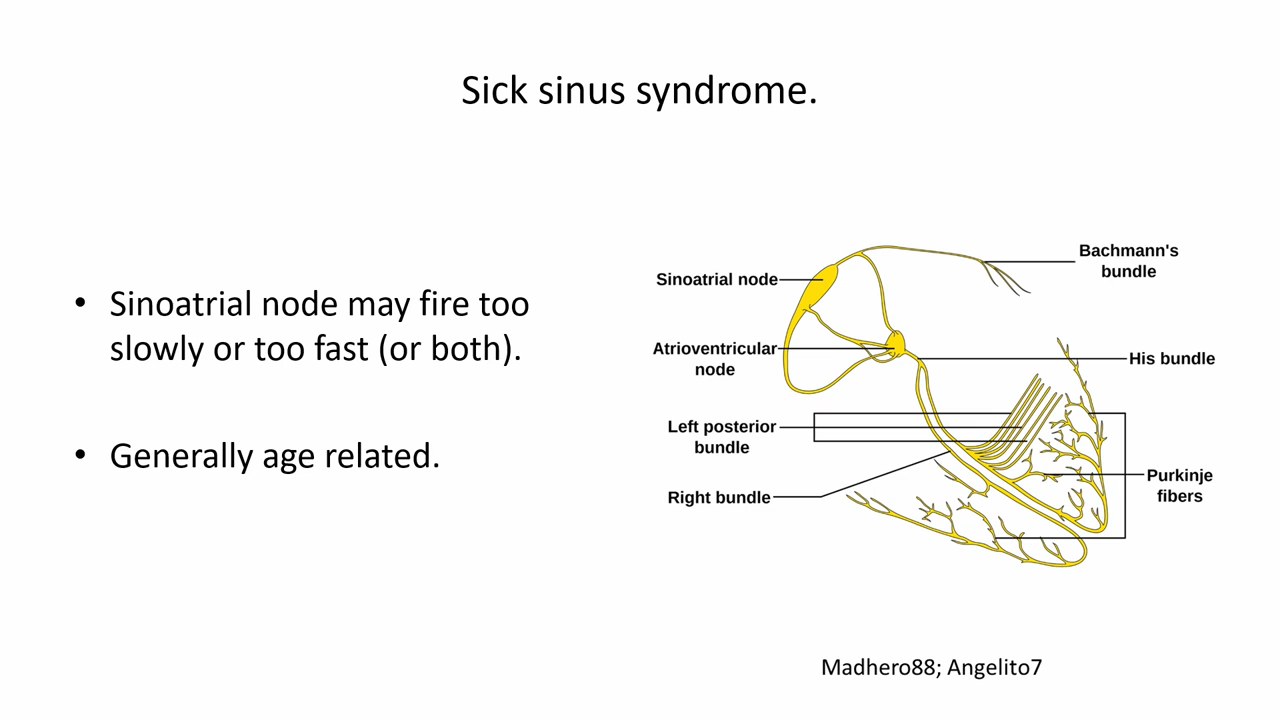 Sick sinus syndrome.
• Sinoatrial node may fire too
slowly or too fast (or both).
• Generally age related.
Bachmann's
bundle
Sinoatrial node
Atrioventricular
node
His bundle
Left posterior
bundle
Purkinje
fibers
Right bundle
Madhero88; Angelito7